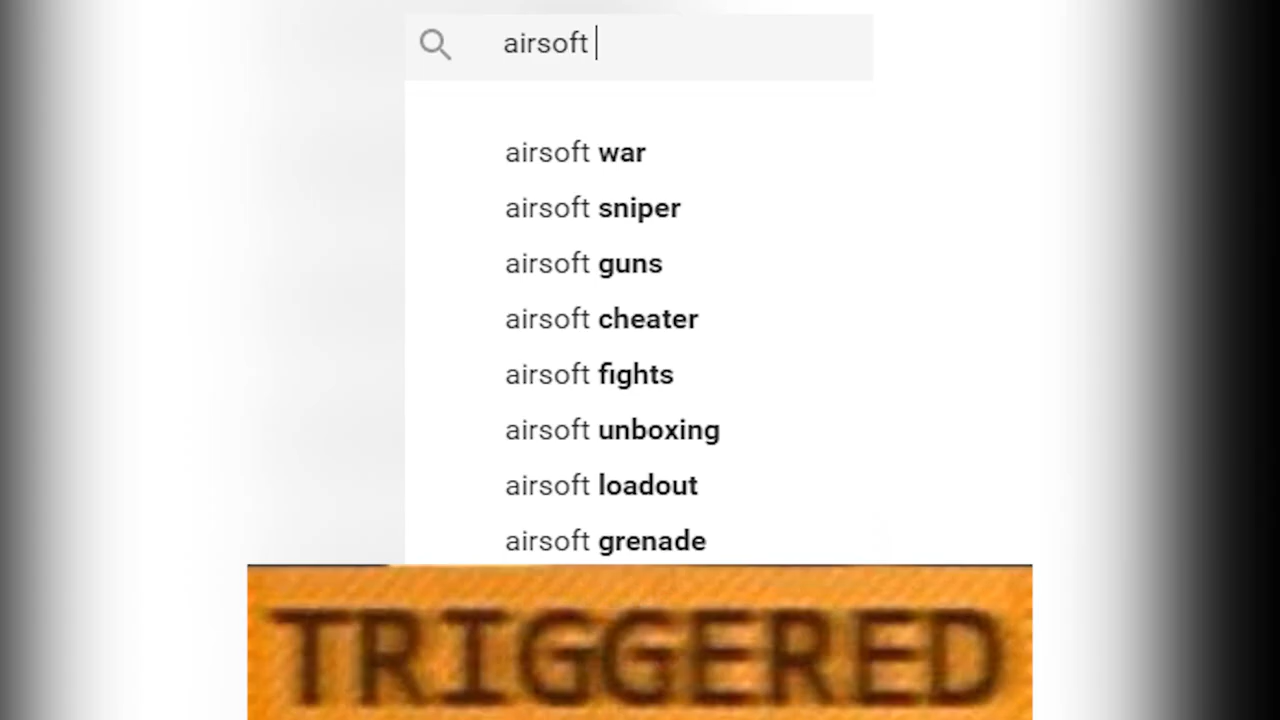 airsoft
airsoft war
airsoft sniper
airsoft guns
airsoft cheater
airsoft fights
airsoft unboxing
airsoft loadout
airsoft grenade
TRIGGERED